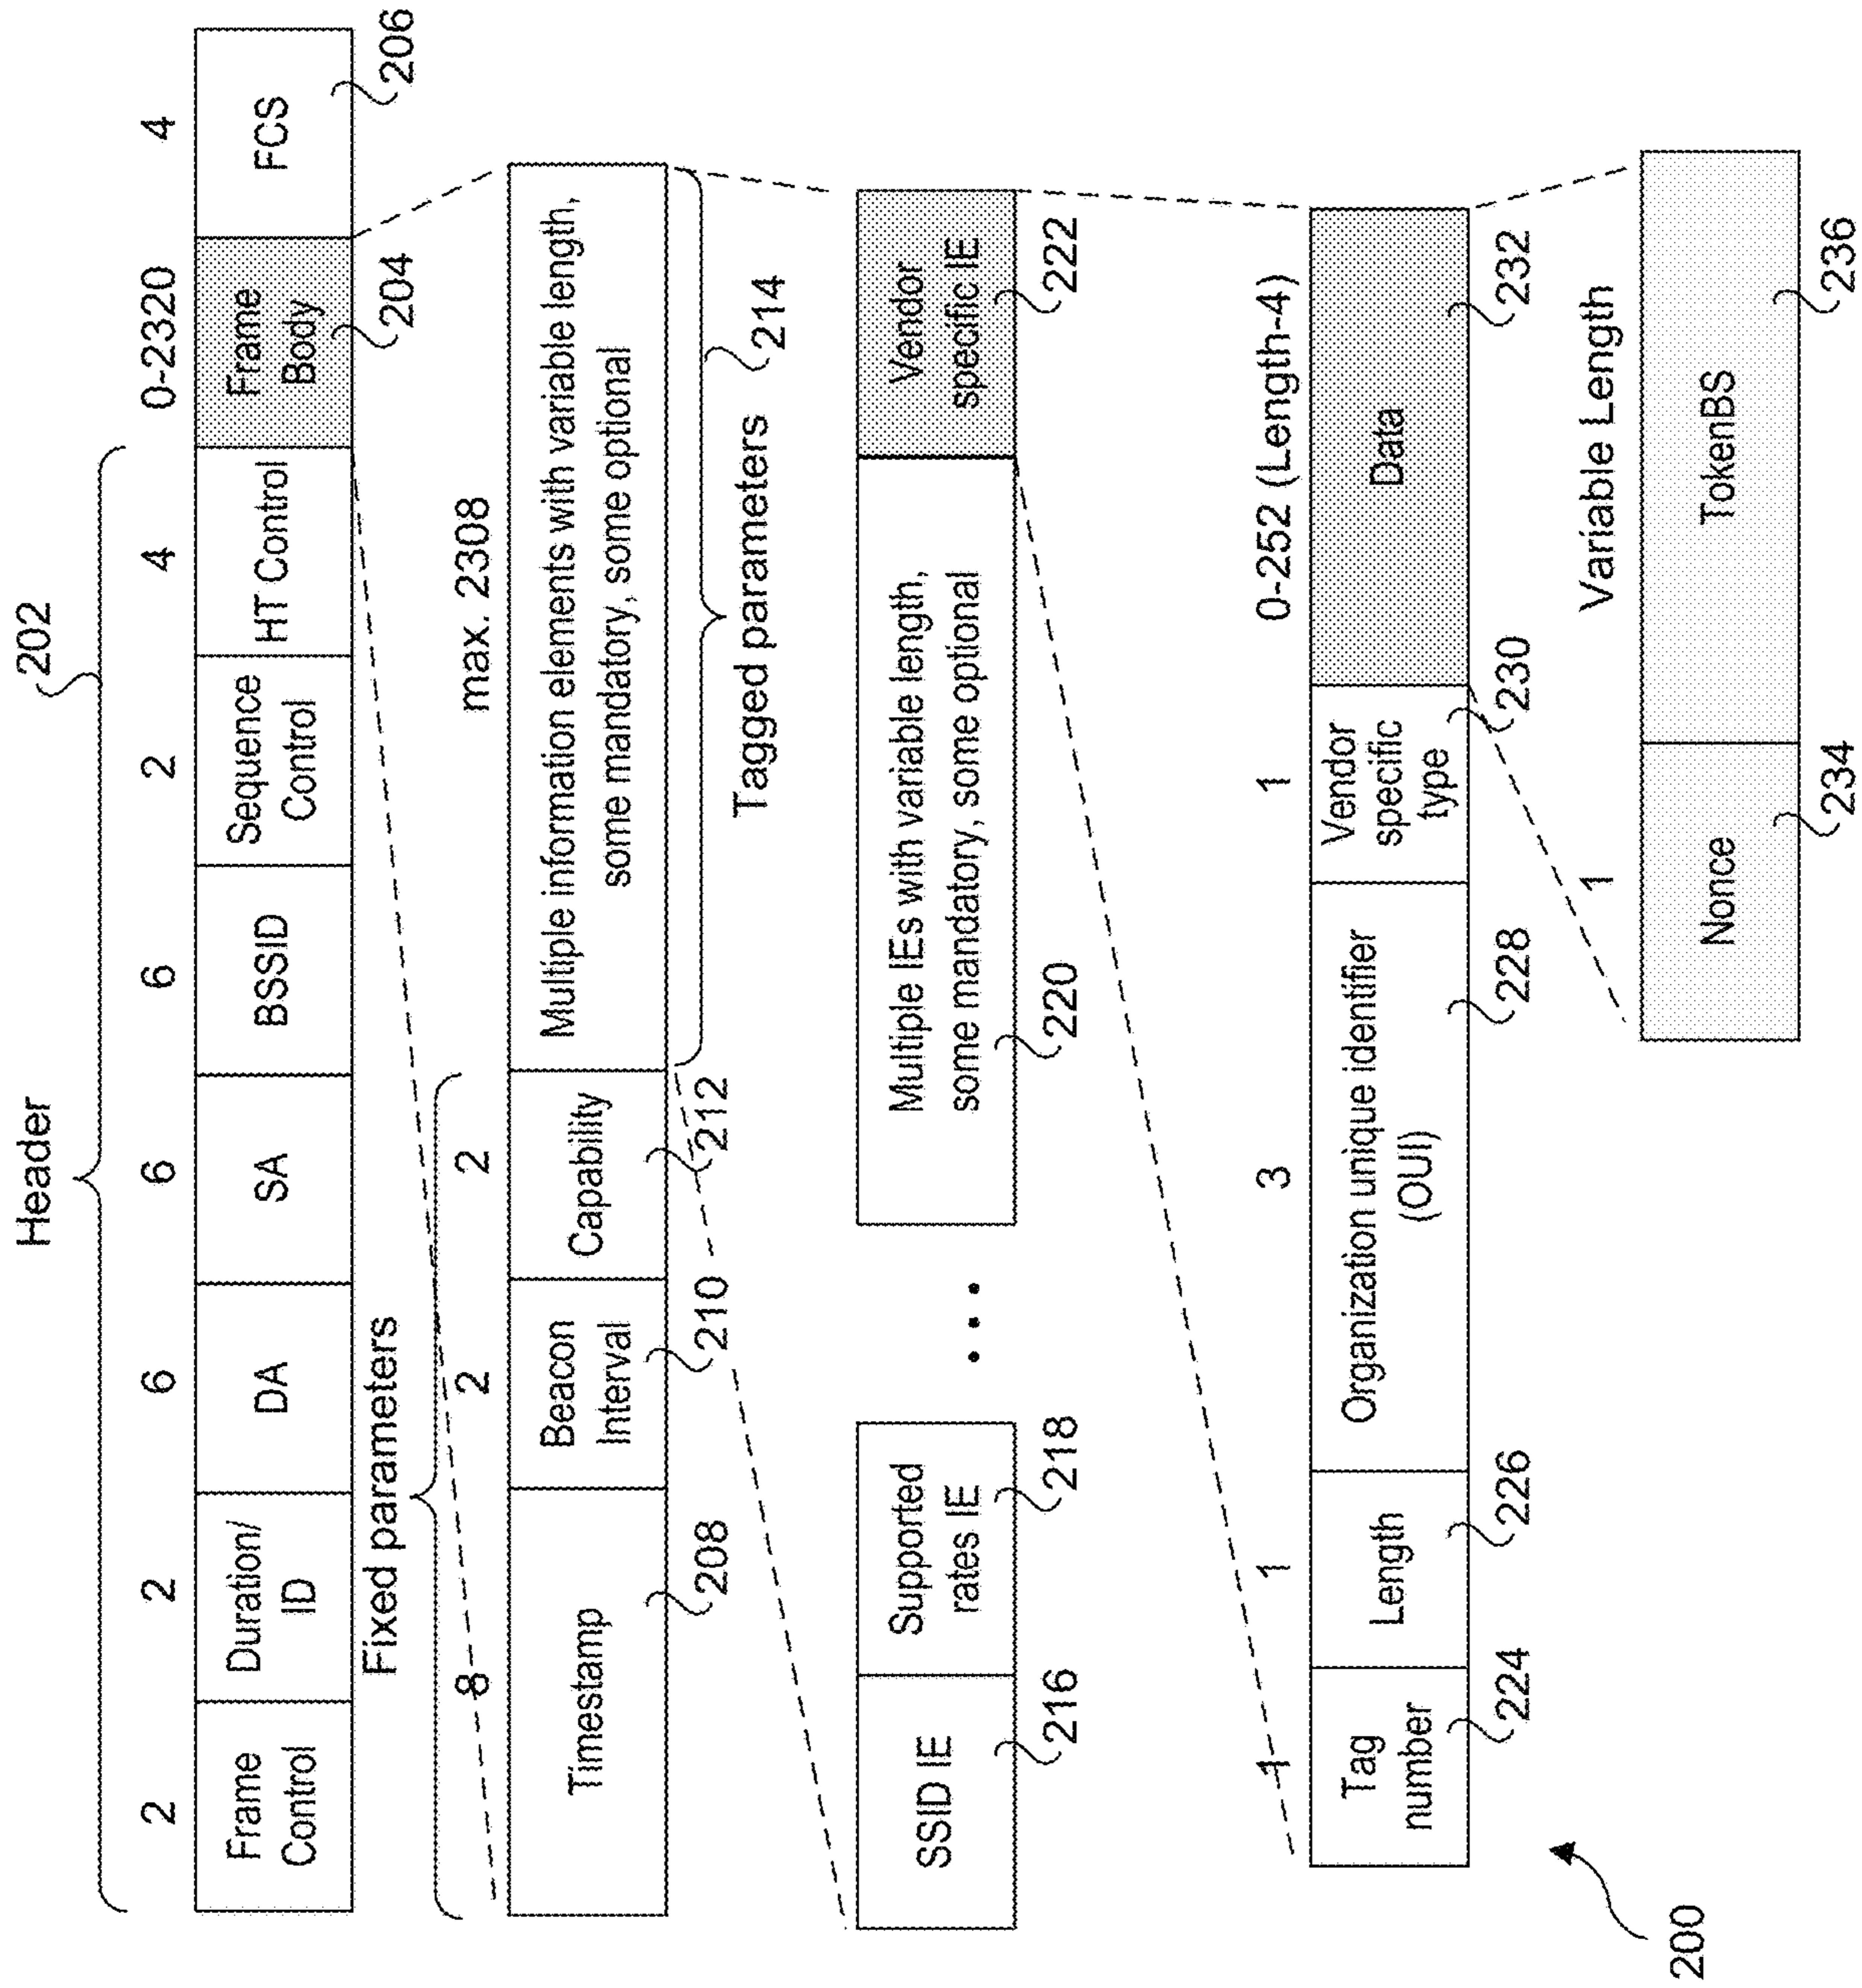 Header
202
2
2
6
6
6
2
4
0-2320
4
Frame
Control
Duration/
ID
DA
SA
BSSID
Sequence
Control
HT Control
Frame
Body
FCS
204
206
Fixed parameters
8
2
2
max. 2308
Timestamp
Beacon
Interval
Capability
Multiple information elements with variable length,
some mandatory, some optional
208
210
212
Tagged parameters
214
SSID IE
Supported
rates IE
Multiple IEs with variable length,
some mandatory, some optional
Vendor
specific IE
216
218
220
222
1
1
3
1
0-252 (Length-4)
Tag
number
Length
Organization unique identifier
(OUI)
Vendor
specific
type
Data
224
226
228
230
232
1
Variable Length
Nonce
TokenBS
234
236
200